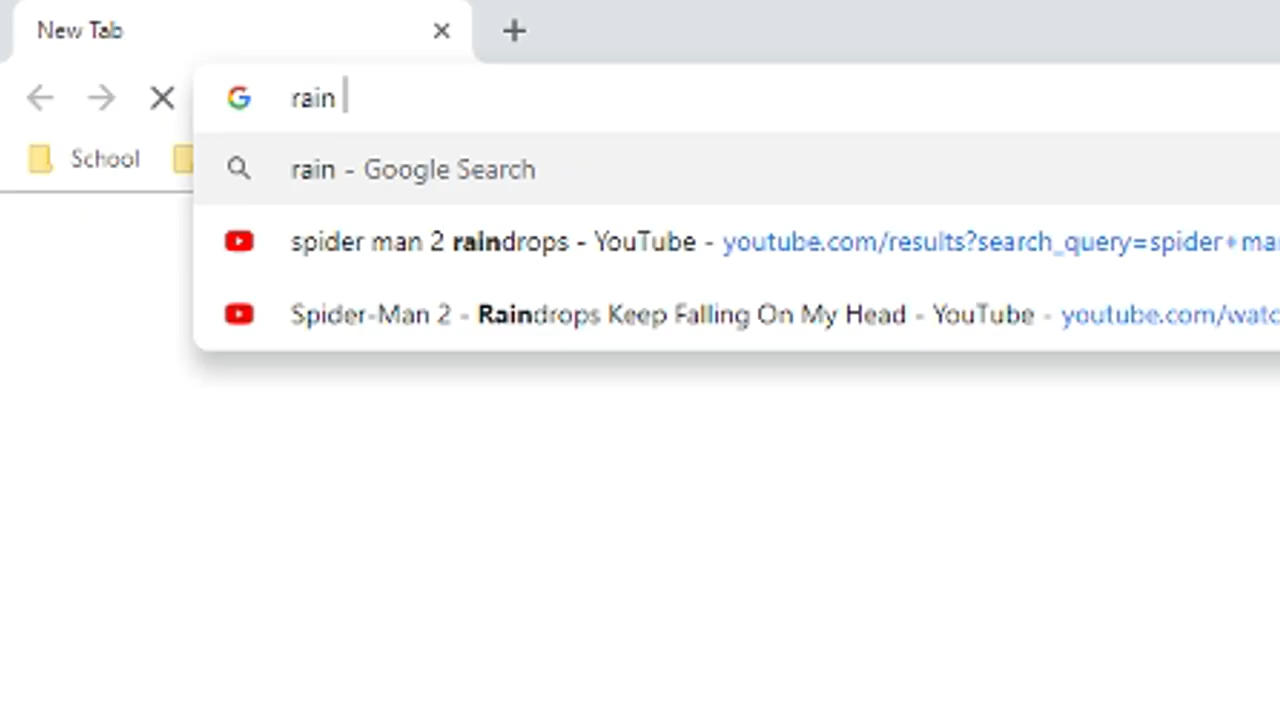 New Tab
rain
School
rain - Google Search
spider man 2 raindrops - YouTube - youtube.com/results?search_query=spider+ma
Spider-Man 2 - Raindrops Keep Falling On My Head - YouTube - youtube.com/watc